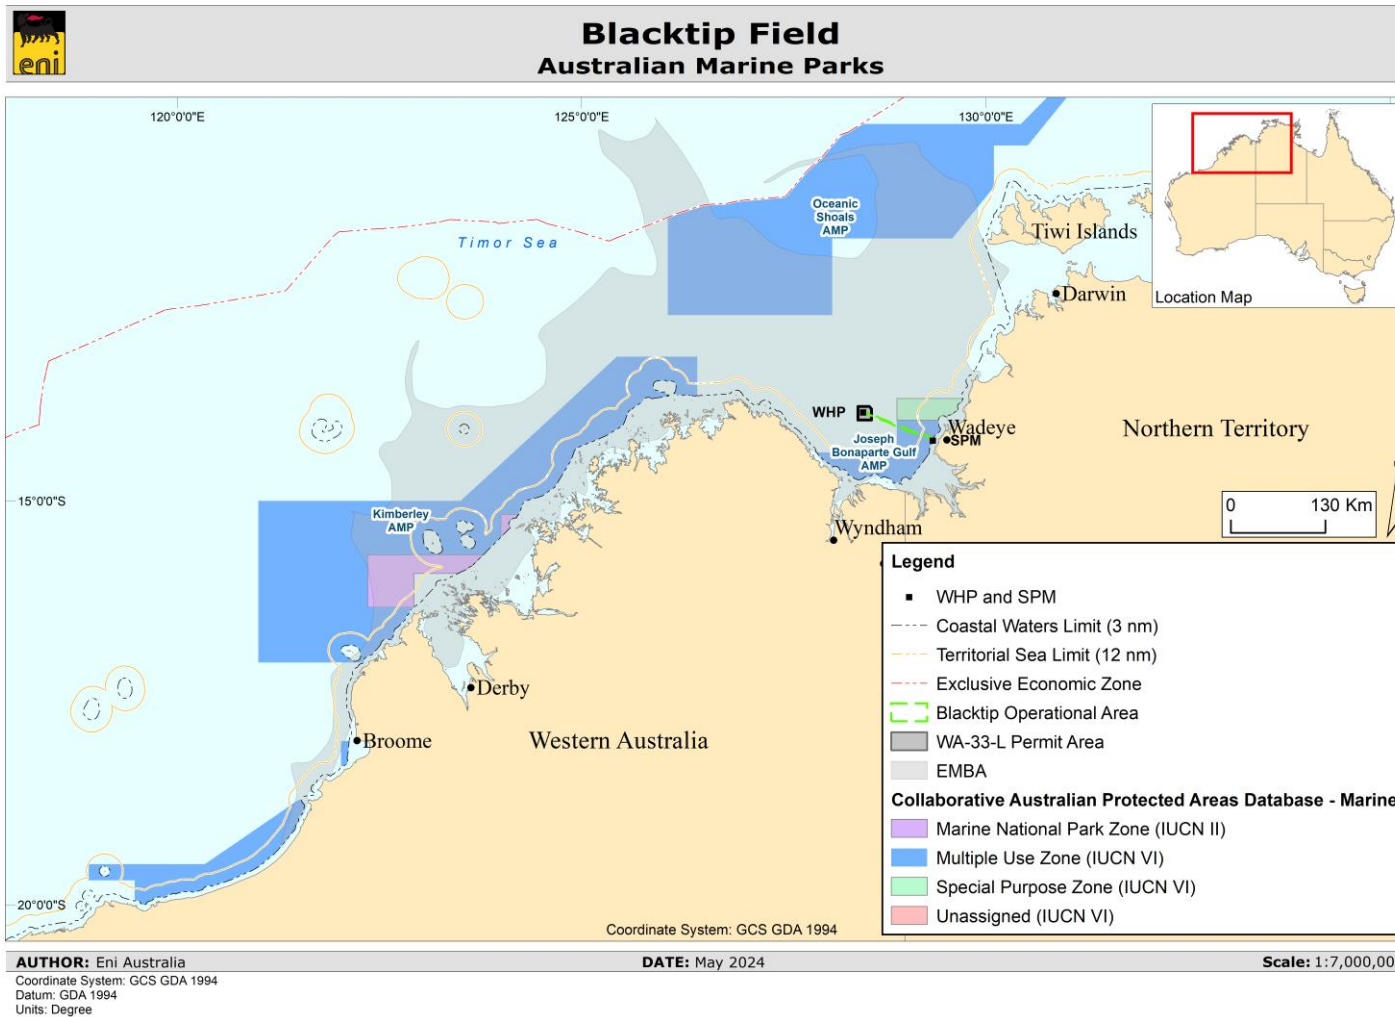 eni
Blacktip Field
Australian Marine Parks
120°0'0"E
125°0'0"E
130°0'0"E
Timor Sea
Oceanic
Shoals
AMP
Tiwi Islands
Darwin
Location Map
WHP
Wadeye
SPM
Joseph
Bonaparte Gulf
AMP
Northern Territory
15°0'0"S
Kimberley
AMP
Wyndham
0 130 Km
Derby
Broome
Western Australia
20°0'0"S
Coordinate System: GCS GDA 1994
Legend
WHP and SPM
Coastal Waters Limit (3 nm)
Territorial Sea Limit (12 nm)
Exclusive Economic Zone
Blacktip Operational Area
WA-33-L Permit Area
EMBA
Collaborative Australian Protected Areas Database - Marine
Marine National Park Zone (IUCN II)
Multiple Use Zone (IUCN VI)
Special Purpose Zone (IUCN VI)
Unassigned (IUCN VI)
AUTHOR: Eni Australia
DATE: May 2024
Scale: 1:7,000,00
Coordinate System: GCS GDA 1994
Datum: GDA 1994
Units: Degree